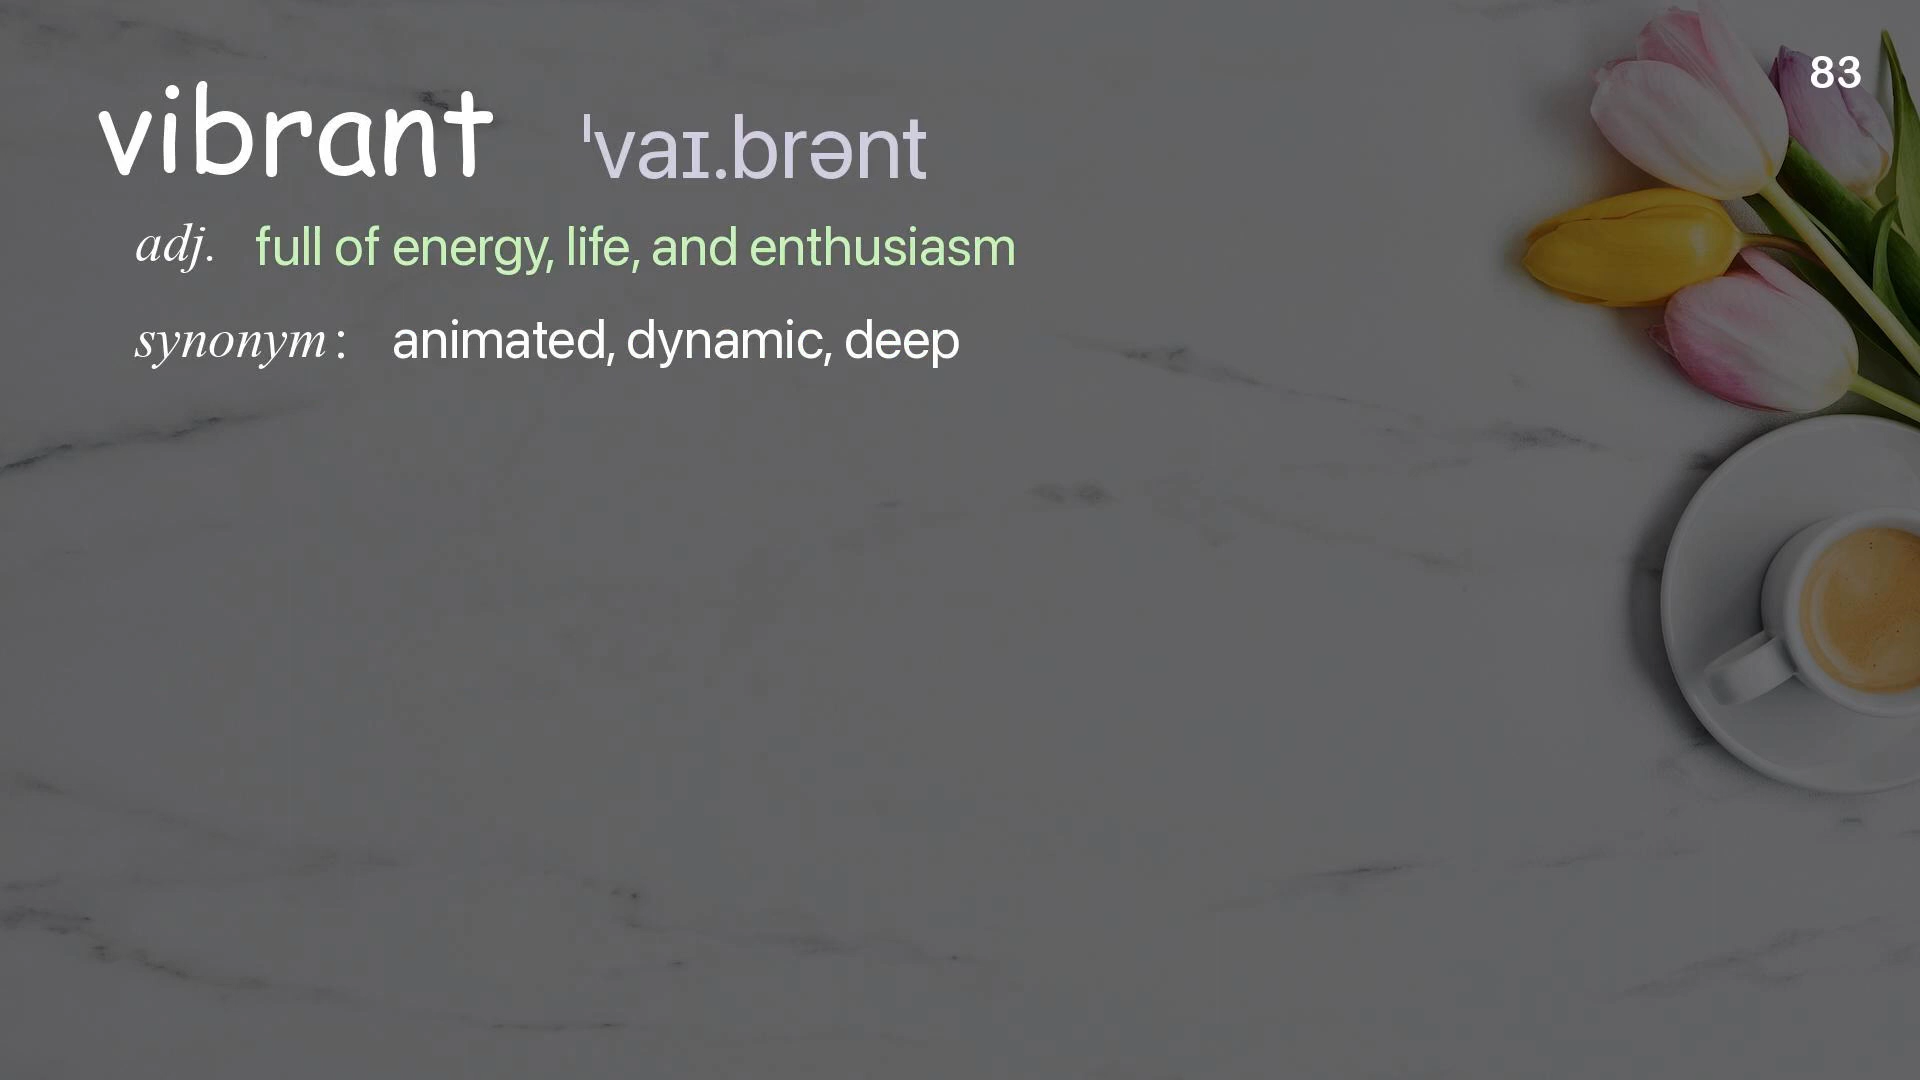 83
vibrant ˈvaɪ.brənt
adj. full of energy, life, and enthusiasm
synonym: animated, dynamic, deep